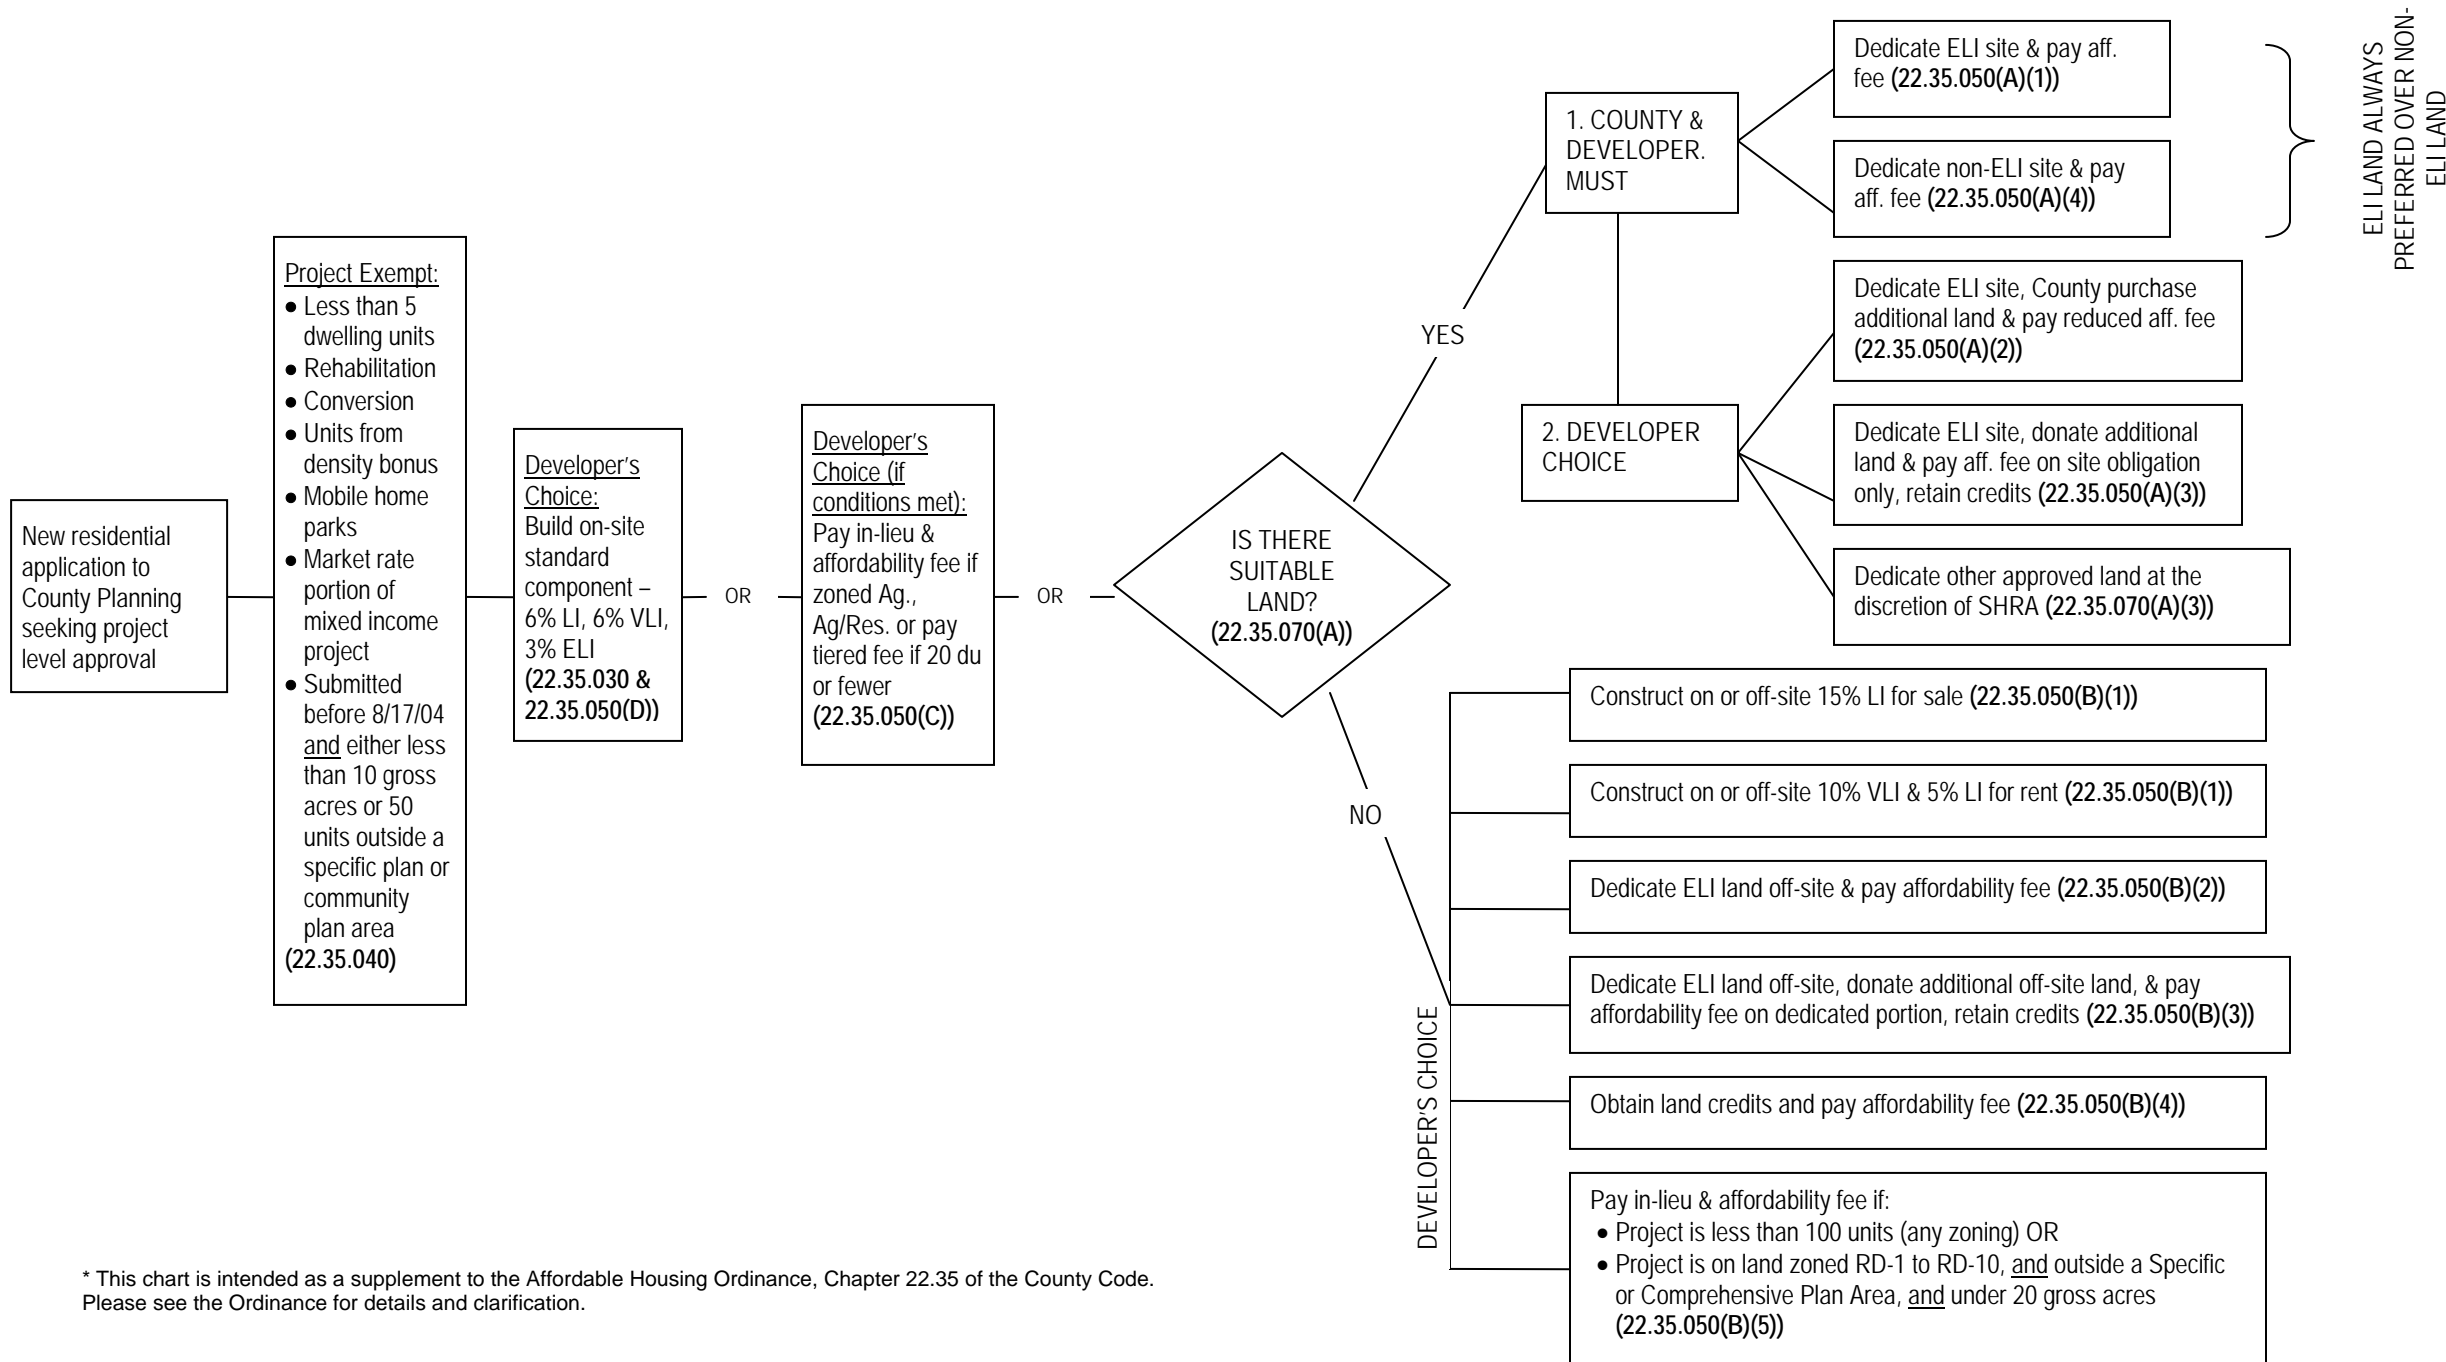 New residential
application to
County Planning
seeking project
level approval
Project Exempt:
● Less than 5
dwelling units
● Rehabilitation
● Conversion
● Units from
density bonus
● Mobile home
parks
● Market rate
portion of
mixed income
project
● Submitted
before 8/17/04
and either less
than 10 gross
acres or 50
units outside a
specific plan or
community
plan area
(22.35.040)
Developer's
Choice:
Build on-site
standard
component –
6% LI, 6% VLI,
3% ELI
(22.35.030 &
22.35.050(D))
OR
Developer's
Choice (if
conditions met):
Pay in-lieu &
affordability fee if
zoned Ag.,
Ag/Res. or pay
tiered fee if 20 du
or fewer
(22.35.050(C))
OR
IS THERE
SUITABLE
LAND?
(22.35.070(A))
YES
1. COUNTY &
DEVELOPER.
MUST
Dedicate ELI site & pay aff.
fee (22.35.050(A)(1))
Dedicate non-ELI site & pay
aff. fee (22.35.050(A)(4))
ELI LAND ALWAYS
PREFERRED OVER NON-
ELI LAND
2. DEVELOPER
CHOICE
Dedicate ELI site, County purchase
additional land & pay reduced aff. fee
(22.35.050(A)(2))
Dedicate ELI site, donate additional
land & pay aff. fee on site obligation
only, retain credits (22.35.050(A)(3))
Dedicate other approved land at the
discretion of SHRA (22.35.070(A)(3))
NO
DEVELOPER'S CHOICE
Construct on or off-site 15% LI for sale (22.35.050(B)(1))
Construct on or off-site 10% VLI & 5% LI for rent (22.35.050(B)(1))
Dedicate ELI land off-site & pay affordability fee (22.35.050(B)(2))
Dedicate ELI land off-site, donate additional off-site land, & pay
affordability fee on dedicated portion, retain credits (22.35.050(B)(3))
Obtain land credits and pay affordability fee (22.35.050(B)(4))
Pay in-lieu & affordability fee if:
● Project is less than 100 units (any zoning) OR
● Project is on land zoned RD-1 to RD-10, and outside a Specific
or Comprehensive Plan Area, and under 20 gross acres
(22.35.050(B)(5))
* This chart is intended as a supplement to the Affordable Housing Ordinance, Chapter 22.35 of the County Code.
Please see the Ordinance for details and clarification.